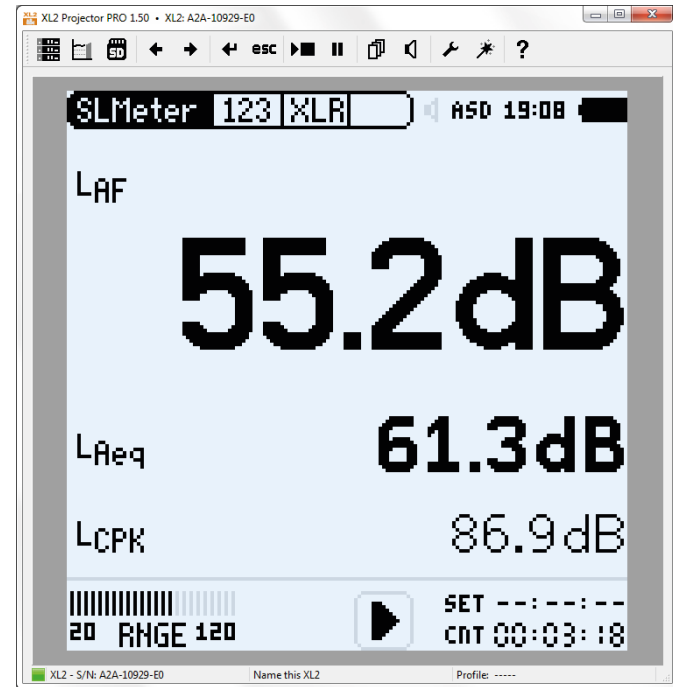 XL2 Projector PRO 1.50 • XL2: A2A-10929-E0
SD esc ?
SLMeter 123 XLR ASD 19:08
LAF
55.2dB
LAeq 61.3dB
LCPK 86.9dB
SET --:--:--
20 RNGE 120 CNT 00:03:18
XL2 - S/N: A2A-10929-E0 Name this XL2 Profile: -----